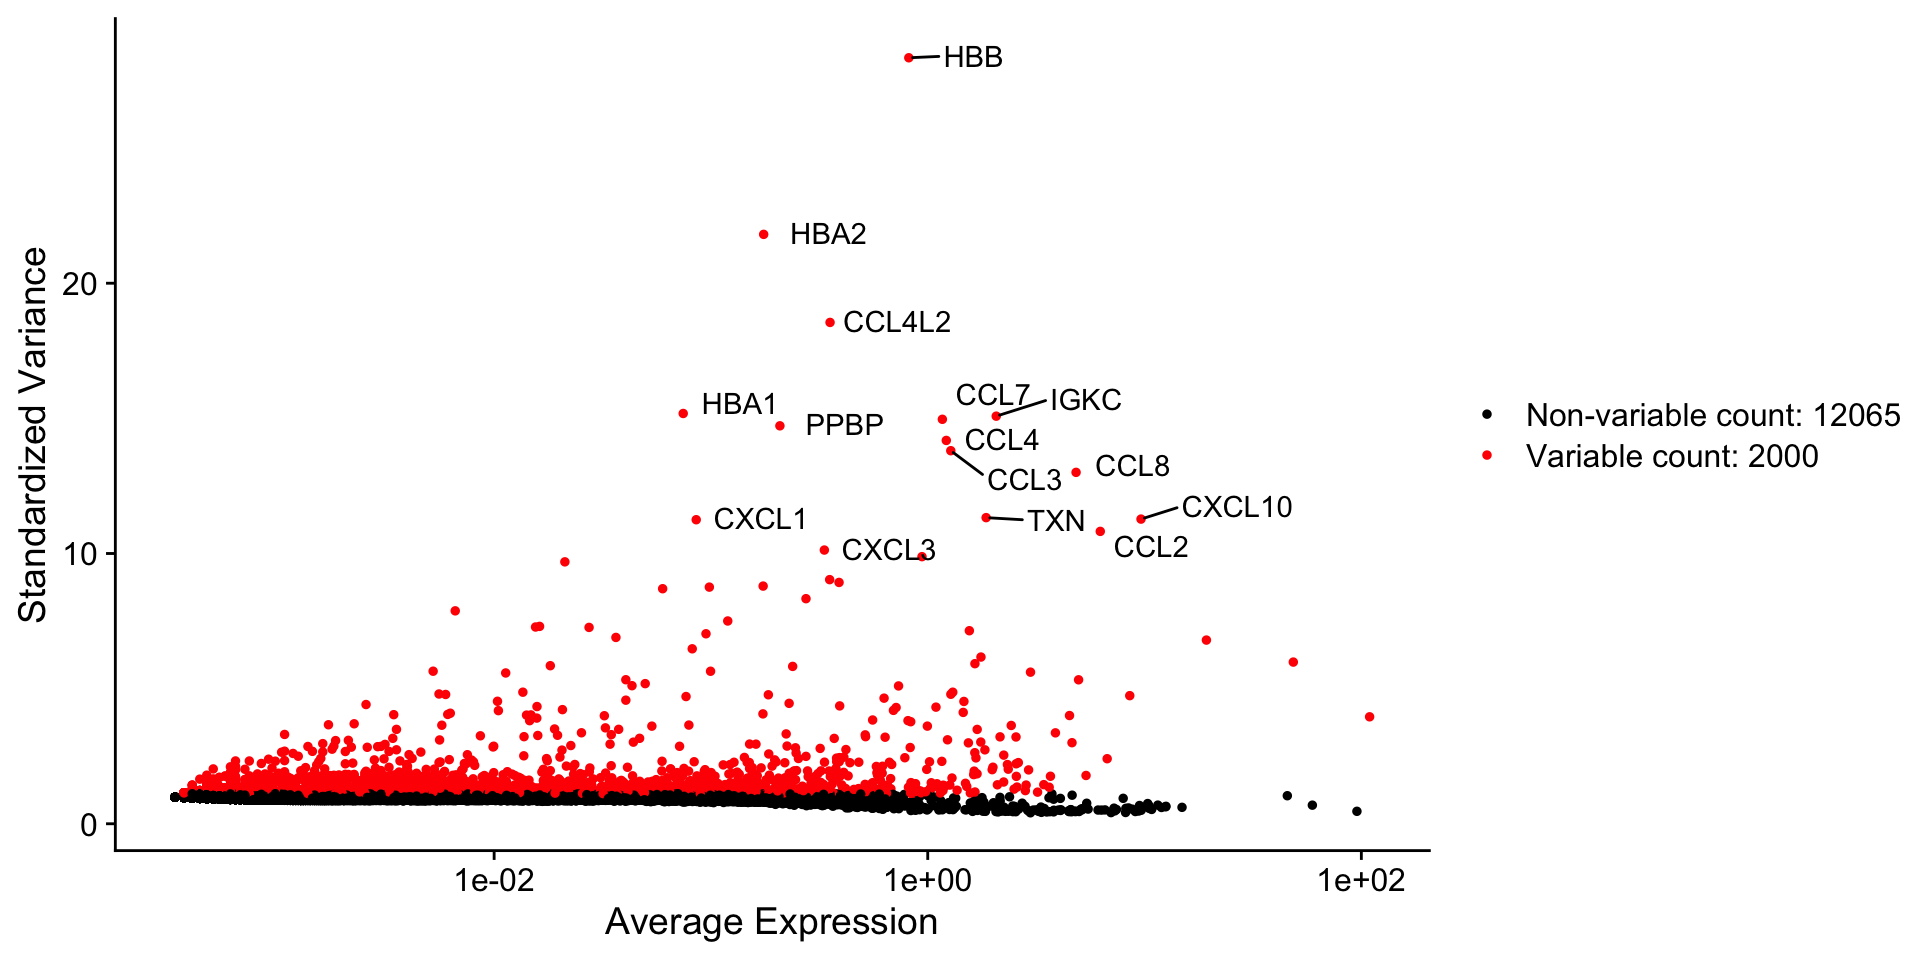 HBB
HBA2
20
CCL4L2
CCL7
IGKC
HBA1
PPBP
Non-variable count: 12065
CCL4
Variable count: 2000
CCL8
CCL3
CXCL10
CXCL1
TXN
CCL2
CXCL3
10
0
1e-02
1e+00
1e+02
Average Expression
Standardized Variance